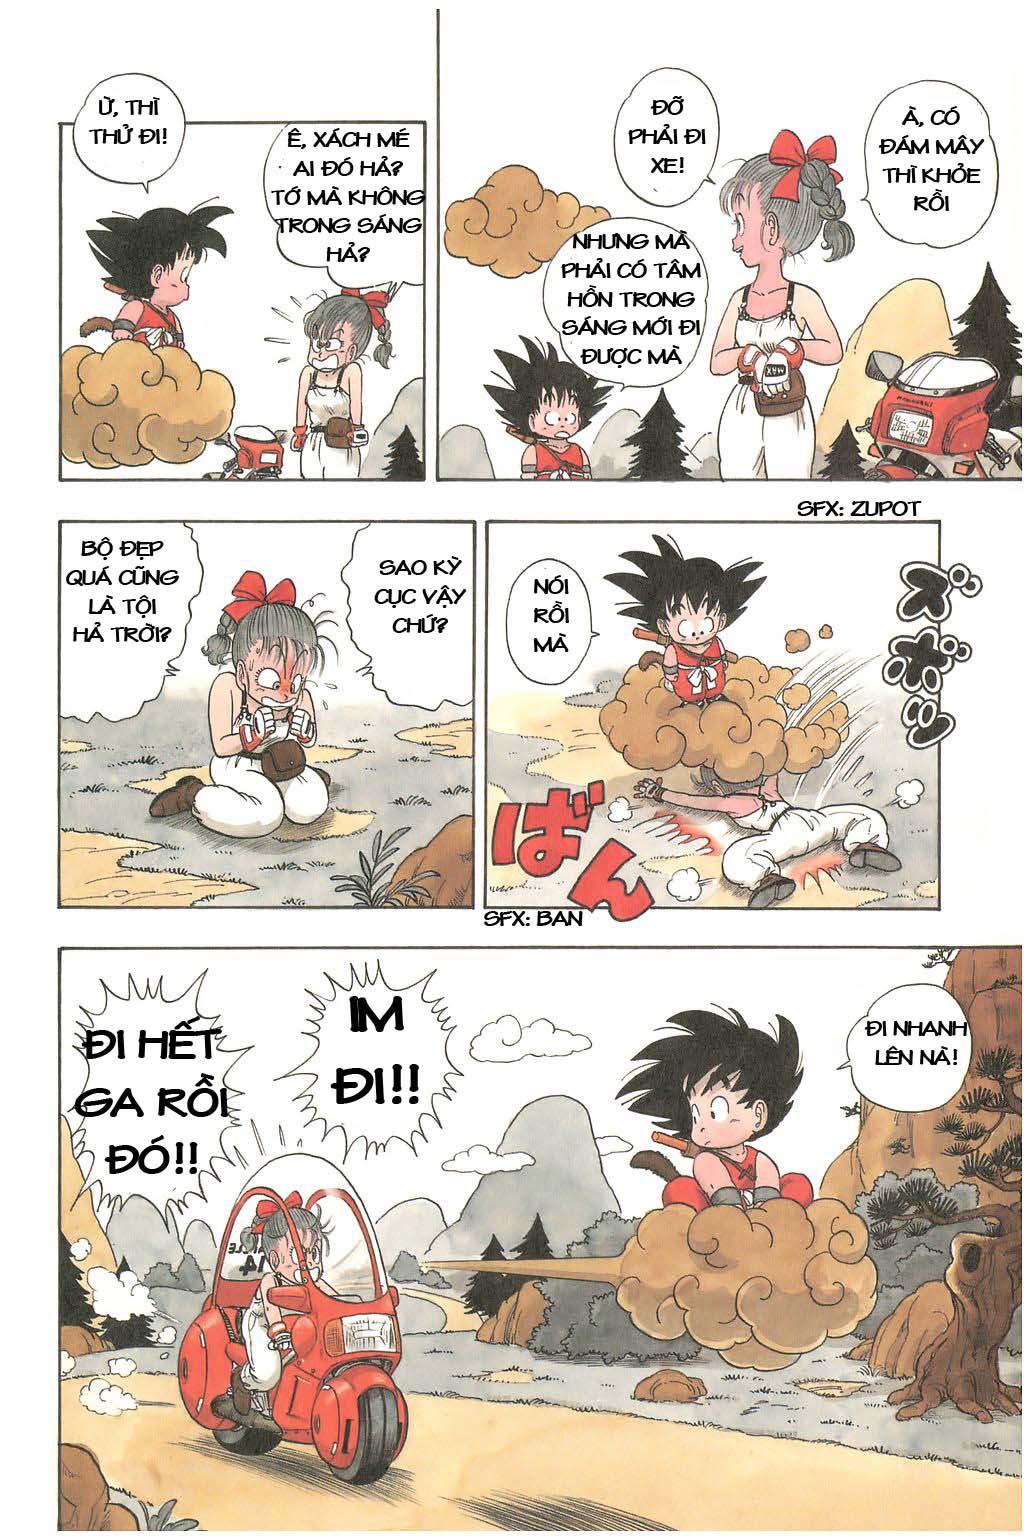 À, CÓ
ĐÁM MÂY
THÌ KHỎE
RỒI
ĐỠ
PHẢI ĐI
XE!
NHƯNG MÀ
PHẢI CÓ TÂM
HỒN TRONG
SÁNG MỚI ĐI
ĐƯỢC MÀ
MAX
Ê, XÁCH MÉ
AI ĐÓ HẢ?
TỚ MÀ KHÔNG
TRONG SÁNG
HẢ?
Ừ, THÌ
THỬ ĐI!
SFX: ZUPOT
ズボッ
NÓI
RỒI
MÀ
ばん
SFX: BAN
SAO KỲ
CỤC VẬY
CHỨ?
BỘ ĐẸP
QUÁ CŨNG
LÀ TỘI
HẢ TRỜI?
ĐI NHANH
LÊN NÀ!
IM
ĐI!!
ĐI HẾT
GA RỒI
ĐÓ!!